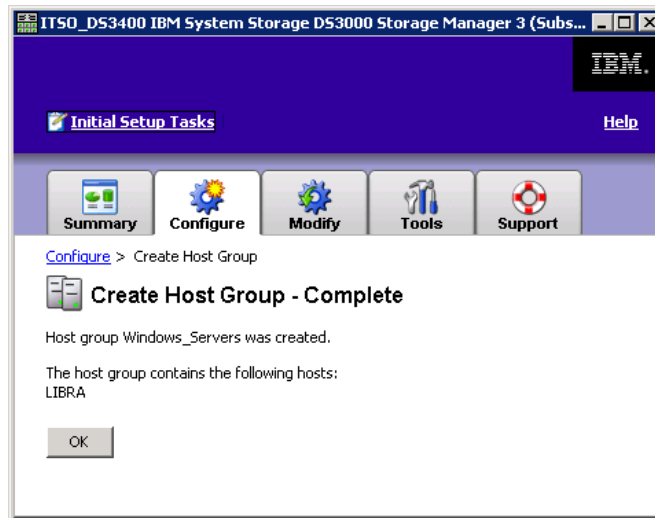 ITSO_DS3400 IBM System Storage DS3000 Storage Manager 3 (Subs...
IBM.
Initial Setup Tasks
Help
Summary
Configure
Modify
Tools
Support
Configure > Create Host Group
Create Host Group - Complete
Host group Windows_Servers was created.
The host group contains the following hosts:
LIBRA
OK